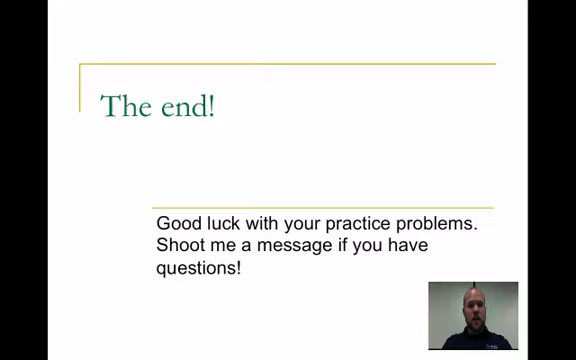 The end!
Good luck with your practice problems.
Shoot me a message if you have
questions!